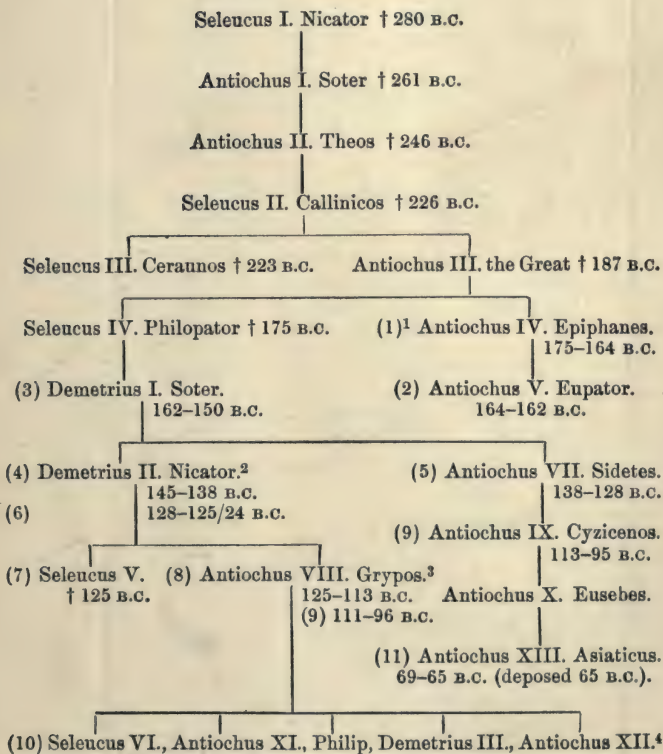 Seleucus I. Nicator † 280 B.C.
Antiochus I. Soter † 261 B.C.
Antiochus II. Theos † 246 B.C.
Seleucus II. Callinicos † 226 B.C.
Seleucus III. Ceraunos † 223 B.C. Antiochus III. the Great † 187 B.C.
Seleucus IV. Philopator † 175 B.C. (1)¹ Antiochus IV. Epiphanes.
175–164 B.C.
(3) Demetrius I. Soter. (2) Antiochus V. Eupator.
162–150 B.C. 164–162 B.C.
(4) Demetrius II. Nicator.² (5) Antiochus VII. Sidetes.
145–138 B.C. 138–128 B.C.
(6) 128–125/24 B.C.
(9) Antiochus IX. Cyzicenos.
113–95 B.C.
(7) Seleucus V. (8) Antiochus VIII. Grypos.³
† 125 B.C. 125–113 B.C. Antiochus X. Eusebes.
(9) 111–96 B.C.
(11) Antiochus XIII. Asiaticus.
69–65 B.C. (deposed 65 B.C.).
(10) Seleucus VI., Antiochus XI., Philip, Demetrius III., Antiochus XII.⁴